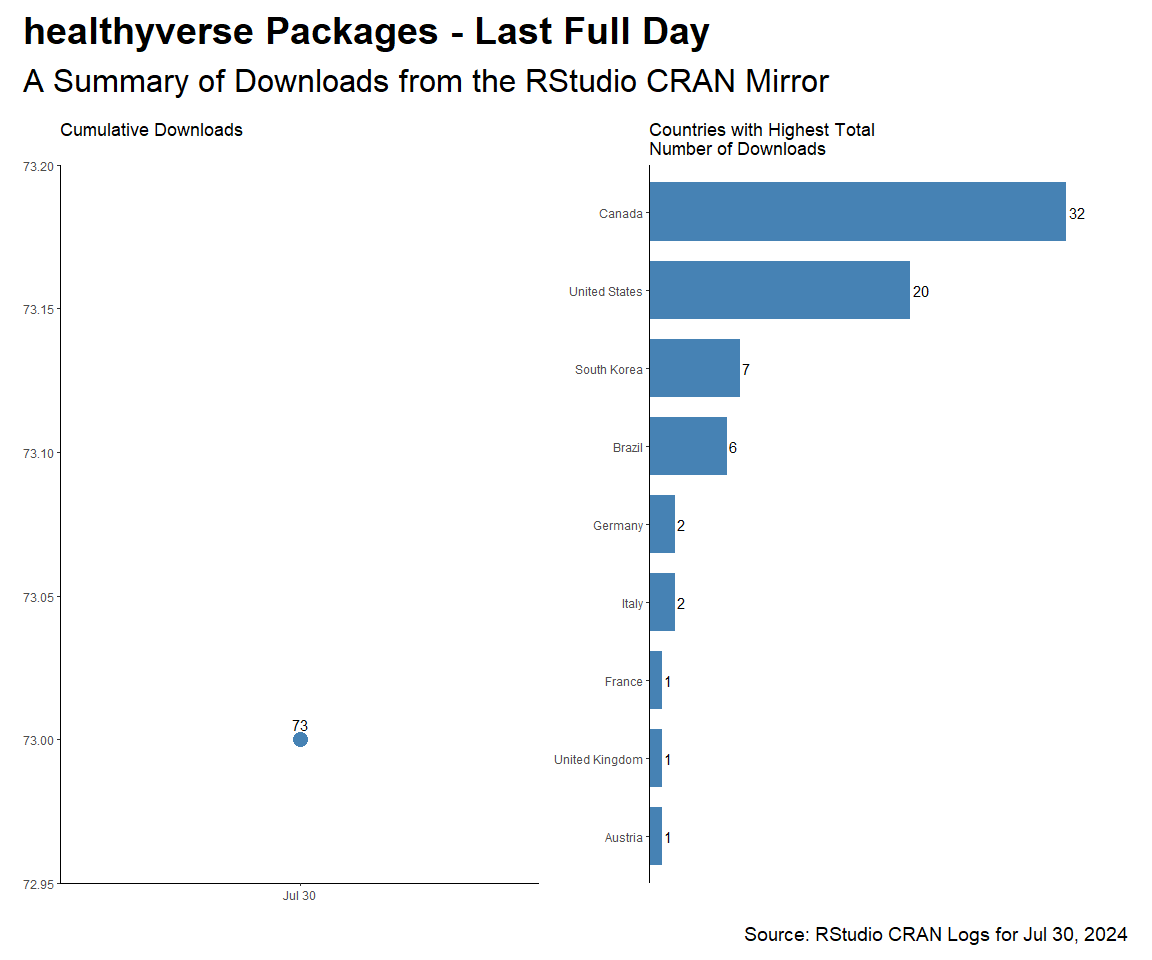 healthyverse Packages - Last Full Day
A Summary of Downloads from the RStudio CRAN Mirror
Cumulative Downloads
73.20
73.15
73.10
73.05
73.00
72.95
73
Jul 30
Countries with Highest Total
Number of Downloads
Canada 32
United States 20
South Korea 7
Brazil 6
Germany 2
Italy 2
France 1
United Kingdom 1
Austria 1
Source: RStudio CRAN Logs for Jul 30, 2024